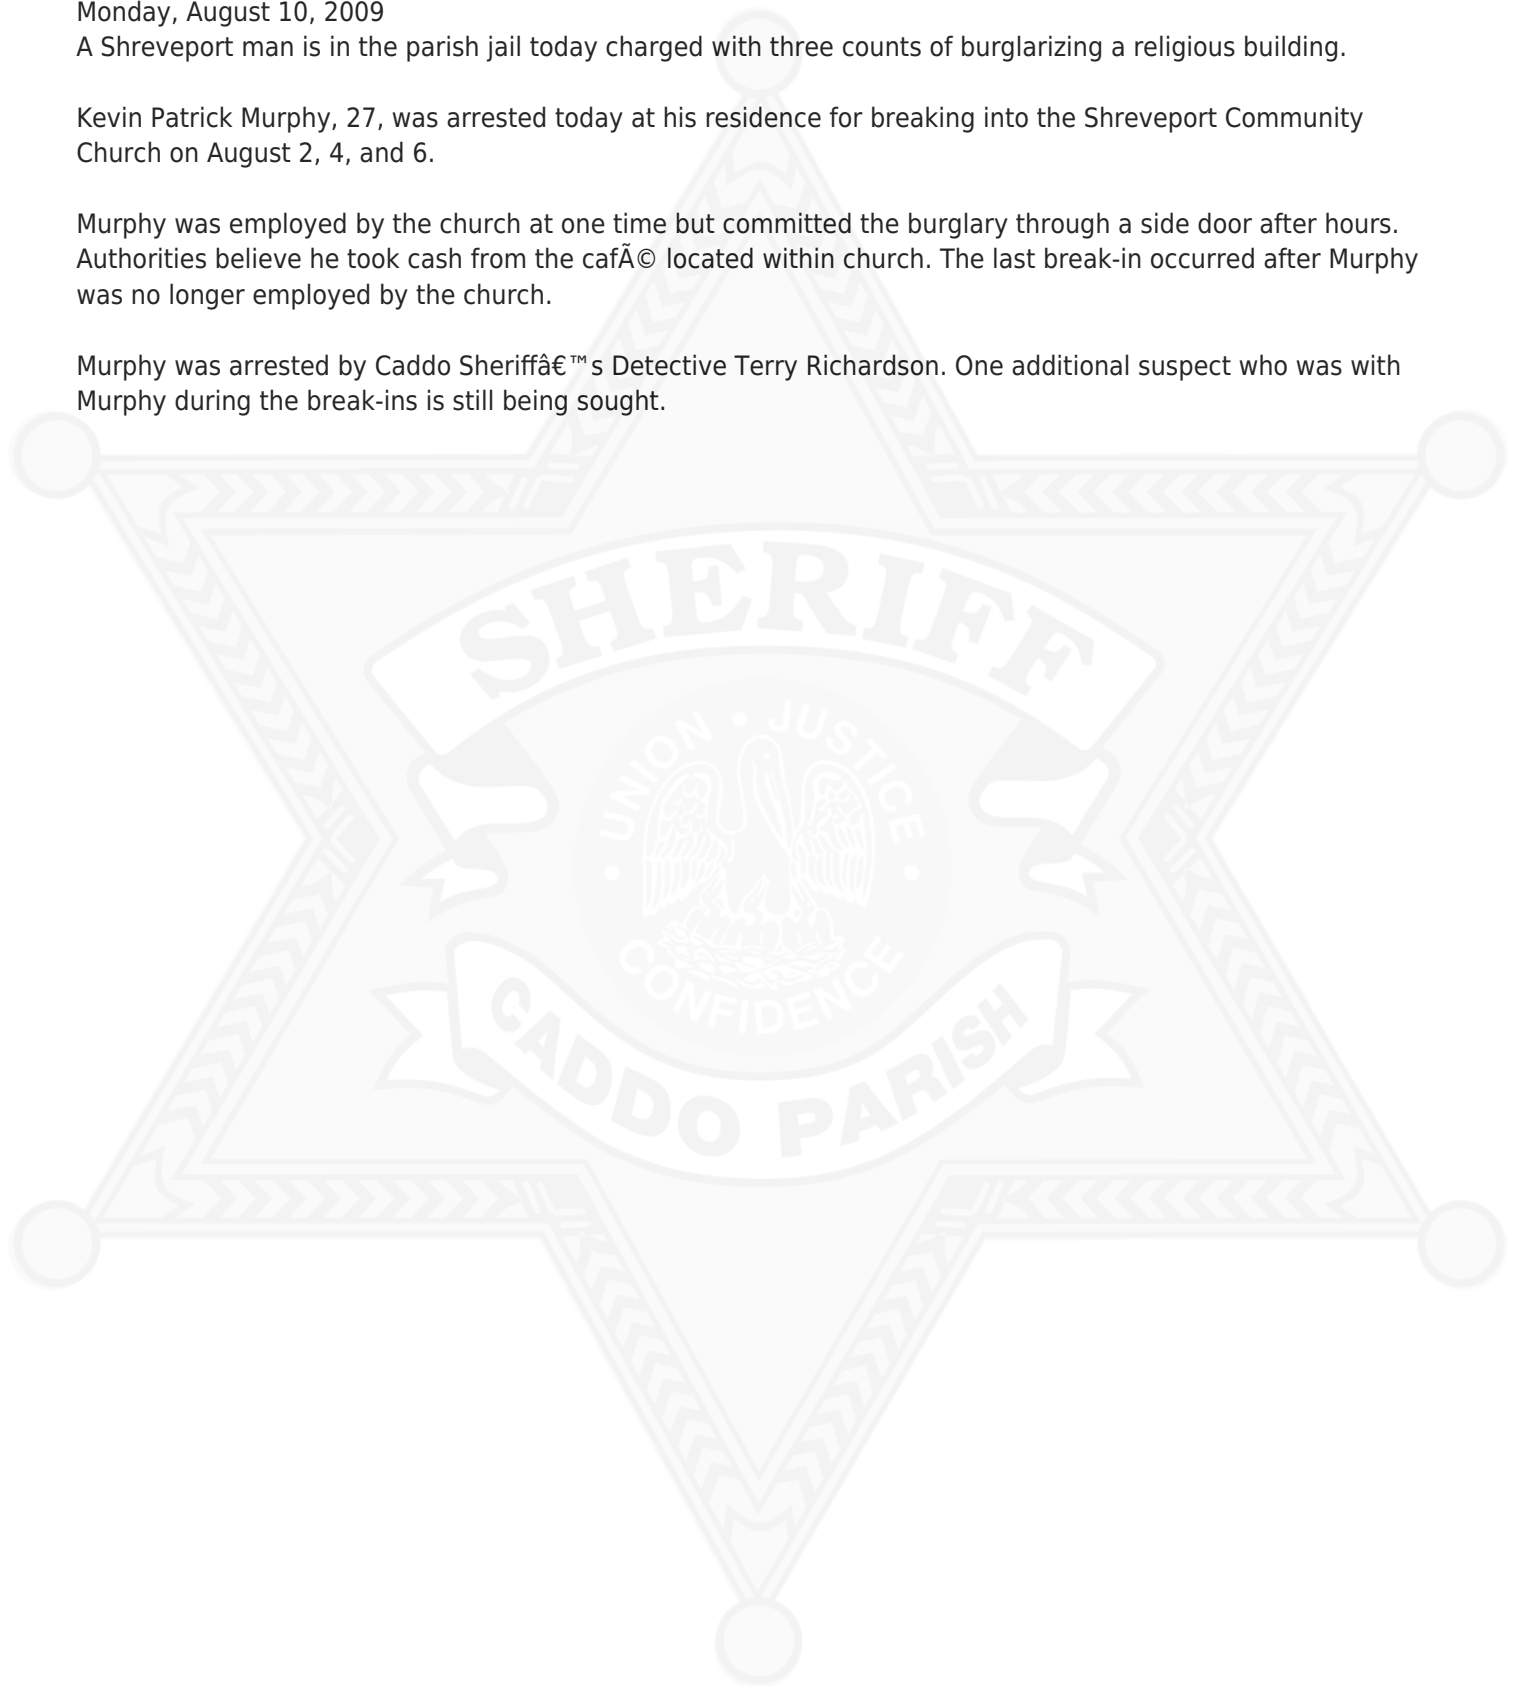 Monday, August 10, 2009
A Shreveport man is in the parish jail today charged with three counts of burglarizing a religious building.
Kevin Patrick Murphy, 27, was arrested today at his residence for breaking into the Shreveport Community
Church on August 2, 4, and 6.
Murphy was employed by the church at one time but committed the burglary through a side door after hours.
Authorities believe he took cash from the cafÃ© located within church. The last break-in occurred after Murphy
was no longer employed by the church.
Murphy was arrested by Caddo Sheriffâ€™s Detective Terry Richardson. One additional suspect who was with
Murphy during the break-ins is still being sought.
SHERIFF
UNION • JUSTICE
• CONFIDENCE •
CADDO PARISH